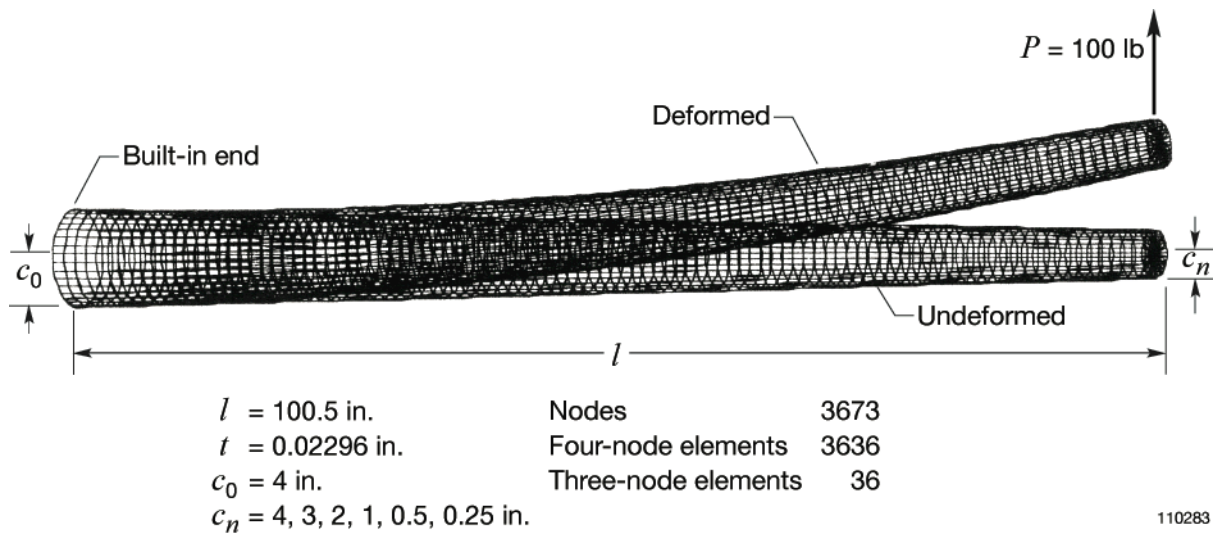 P = 100 lb
Deformed
Built-in end
c₀
cₙ
Undeformed
l
l = 100.5 in. Nodes 3673
t = 0.02296 in. Four-node elements 3636
c₀ = 4 in. Three-node elements 36
cₙ = 4, 3, 2, 1, 0.5, 0.25 in.
110283